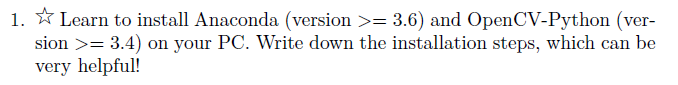 1. ☆ Learn to install Anaconda (version >= 3.6) and OpenCV-Python (ver-
sion >= 3.4) on your PC. Write down the installation steps, which can be
very helpful!